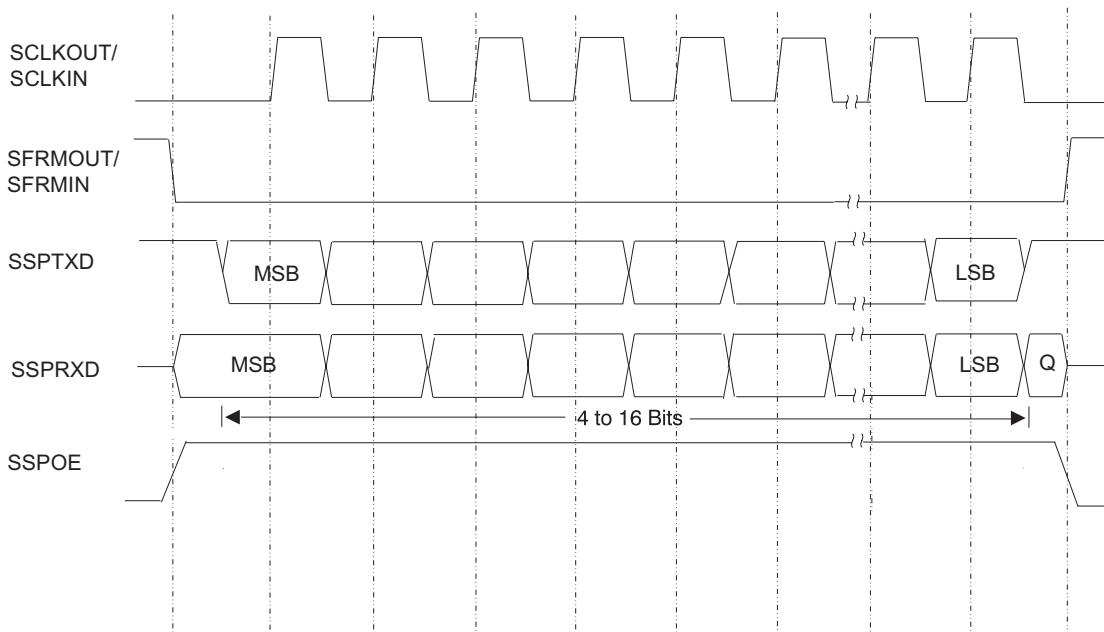 SCLKOUT/
SCLKIN
SFRMOUT/
SFRMIN
SSPTXD
MSB
LSB
SSPRXD
MSB
LSB
Q
4 to 16 Bits
SSPOE